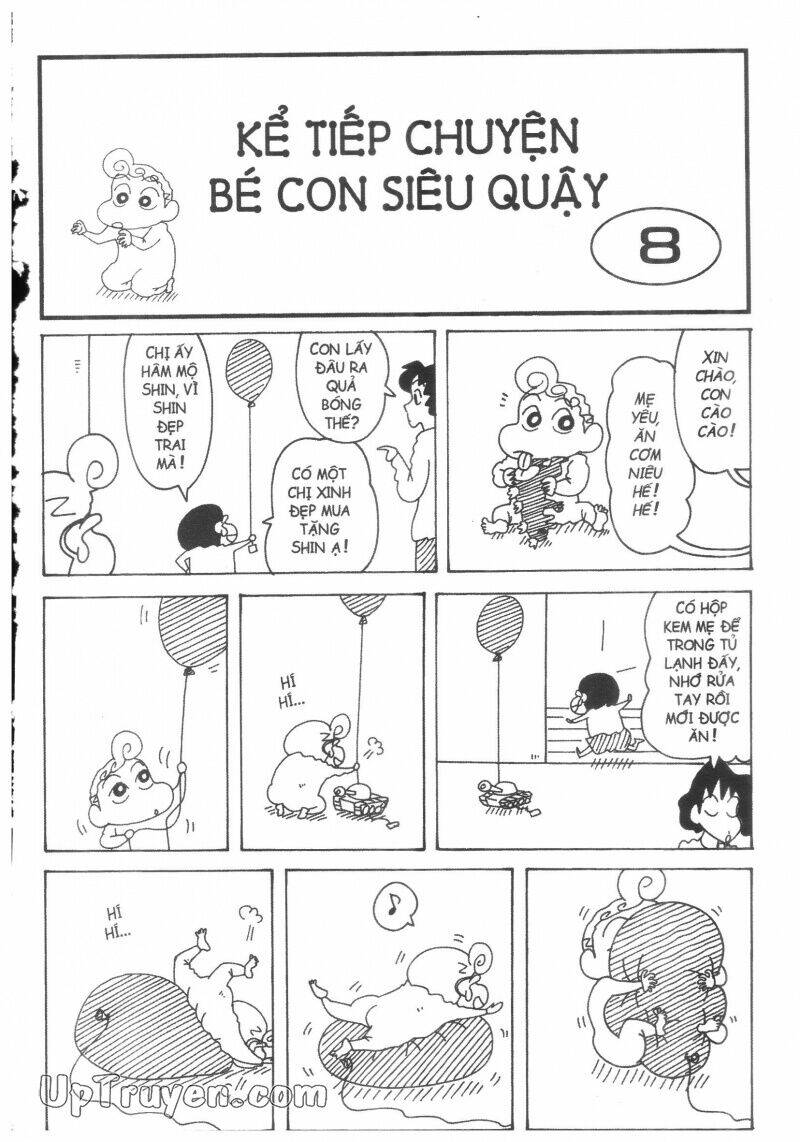 KỂ TIẾP CHUYỆN
BÉ CON SIÊU QUẬY
8
CHỊ ẤY
HÂM MỘ
SHIN, VÌ
SHIN
ĐẸP
TRAI
MÀ!
CON LẤY
ĐÂU RA
QUẢ
BÓNG
THẾ?
CÓ MỘT
CHỊ XINH
ĐẸP MUA
TẶNG
SHIN Ạ!
XIN
CHÀO,
CON
CÀO
CÀO!
MẸ
YÊU,
ĂN
CƠM
NIÊU
HẾ!
HẾ!
HÍ
HÍ...
CÓ HỘP
KEM MẸ ĐỂ
TRONG TỦ
LẠNH ĐẤY,
NHỚ RỬA
TAY RỒI
MỚI ĐƯỢC
ĂN!
HÍ
HÍ...
UpTruyen.com